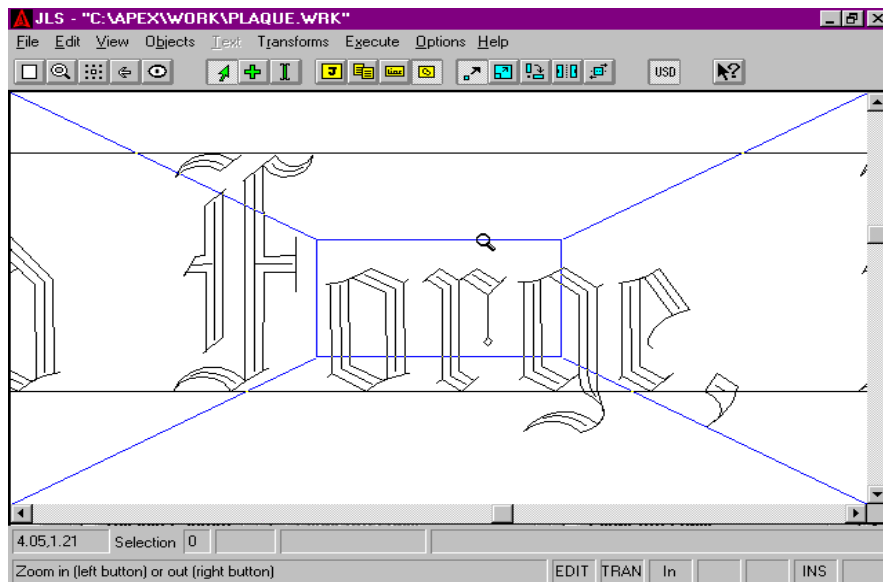 JLS - "C:\APEX\WORK\PLAQUE.WRK"
File Edit View Objects Text Transforms Execute Options Help
USD
Forge,
4.05,1.21 Selection 0
Zoom in (left button) or out (right button) EDIT TRAN In INS